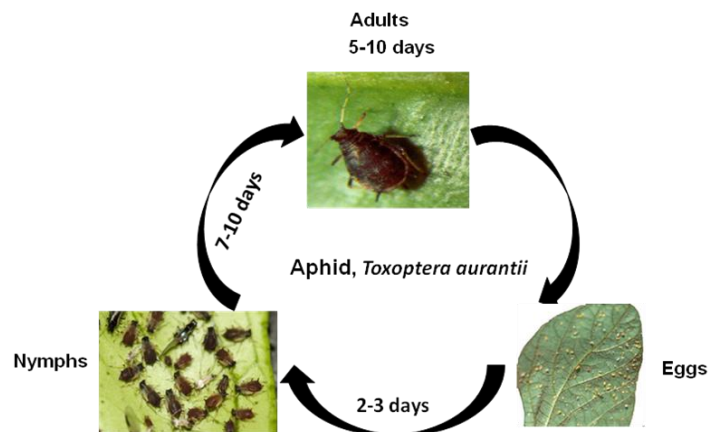 Adults
5-10 days
7-10 days
Aphid, Toxoptera aurantii
Nymphs
Eggs
2-3 days